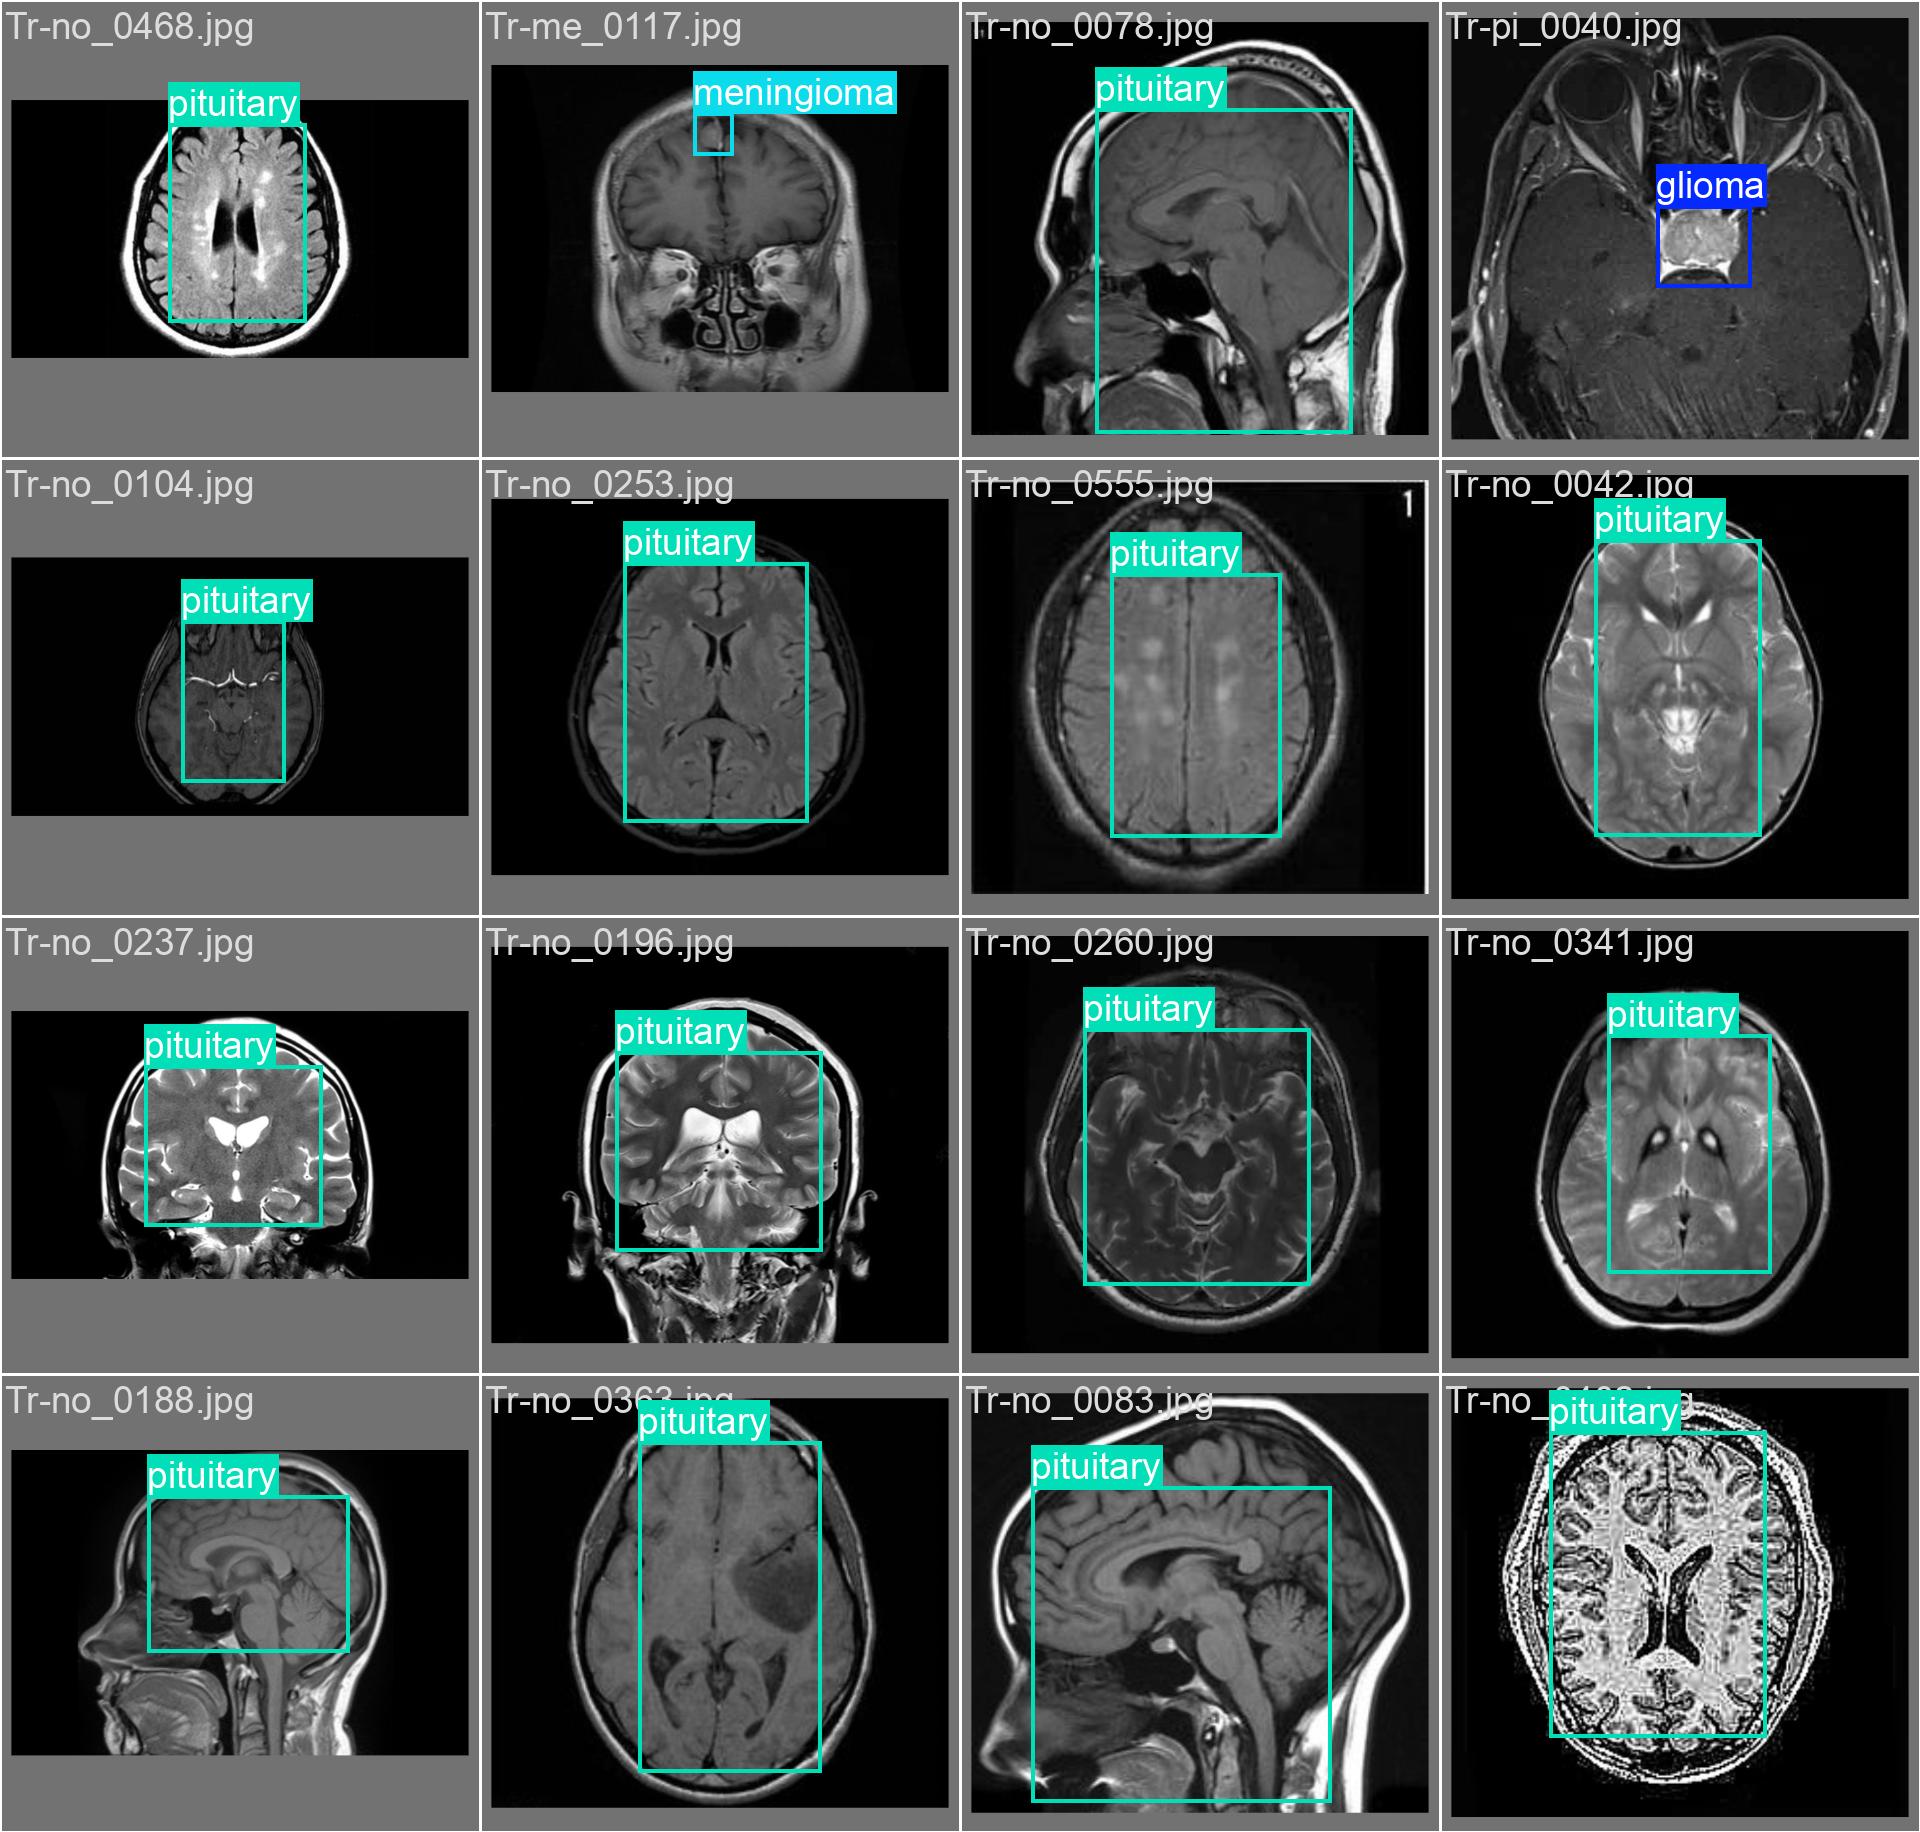 Tr-no_0468.jpg
pituitary
Tr-me_0117.jpg
meningioma
Tr-no_0078.jpg
pituitary
Tr-pi_0040.jpg
glioma
Tr-no_0104.jpg
pituitary
Tr-no_0253.jpg
pituitary
Tr-no_0555.jpg
1
pituitary
Tr-no_0042.jpg
pituitary
Tr-no_0237.jpg
pituitary
Tr-no_0196.jpg
pituitary
Tr-no_0260.jpg
pituitary
Tr-no_0341.jpg
pituitary
Tr-no_0188.jpg
pituitary
Tr-no_0363.jpg
pituitary
Tr-no_0083.jpg
pituitary
pituitary